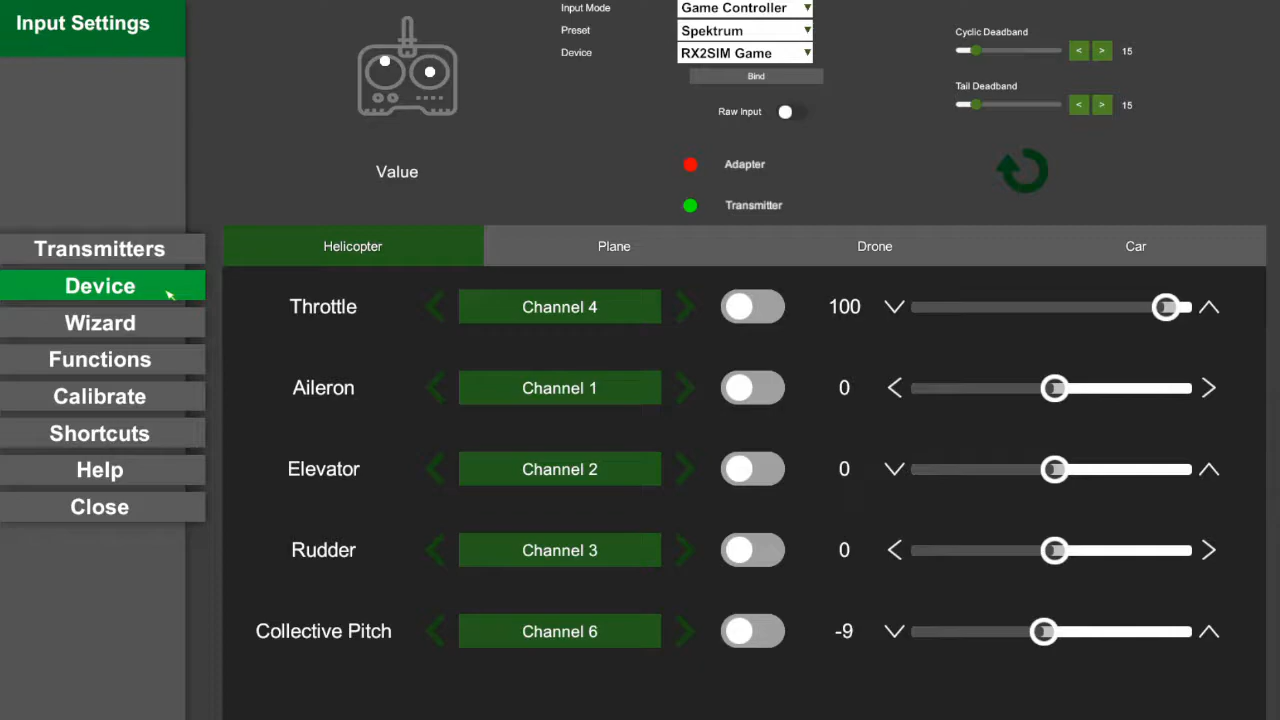 Input Settings
Input Mode
Game Controller
Preset
Spektrum
Device
RX2SIM Game
Bind
Raw Input
Cyclic Deadband
< > 15
Tail Deadband
< > 15
Value
Adapter
Transmitter
Transmitters
Device
Wizard
Functions
Calibrate
Shortcuts
Help
Close
Helicopter Plane Drone Car
Throttle Channel 4 100
Aileron Channel 1 0
Elevator Channel 2 0
Rudder Channel 3 0
Collective Pitch Channel 6 -9